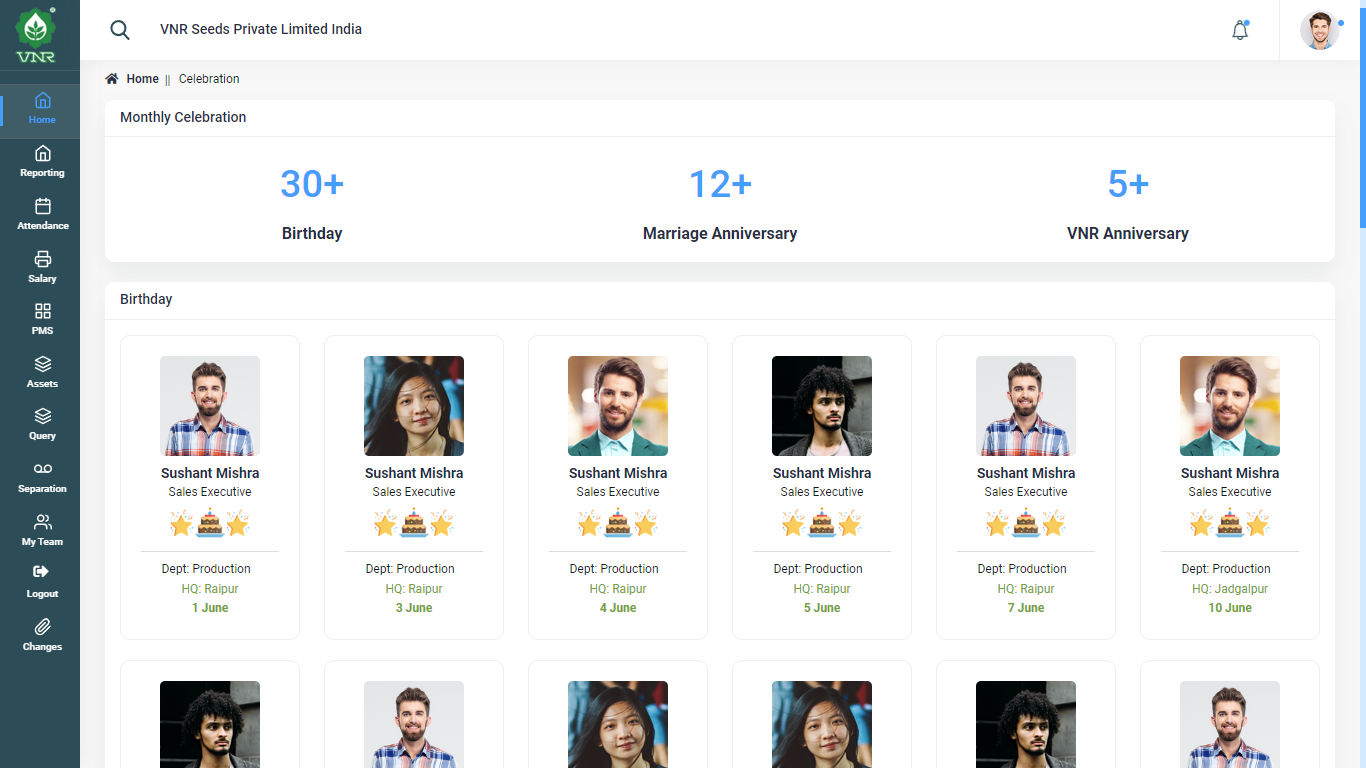 VNR
VNR Seeds Private Limited India
Home || Celebration
Home
Reporting
Attendance
Salary
PMS
Assets
Query
Separation
My Team
Logout
Changes
Monthly Celebration
30+ 12+ 5+
Birthday Marriage Anniversary VNR Anniversary
Birthday
Sushant Mishra Sushant Mishra Sushant Mishra Sushant Mishra Sushant Mishra Sushant Mishra
Sales Executive Sales Executive Sales Executive Sales Executive Sales Executive Sales Executive
Dept: Production Dept: Production Dept: Production Dept: Production Dept: Production Dept: Production
HQ: Raipur HQ: Raipur HQ: Raipur HQ: Raipur HQ: Raipur HQ: Jadgalpur
1 June 3 June 4 June 5 June 7 June 10 June